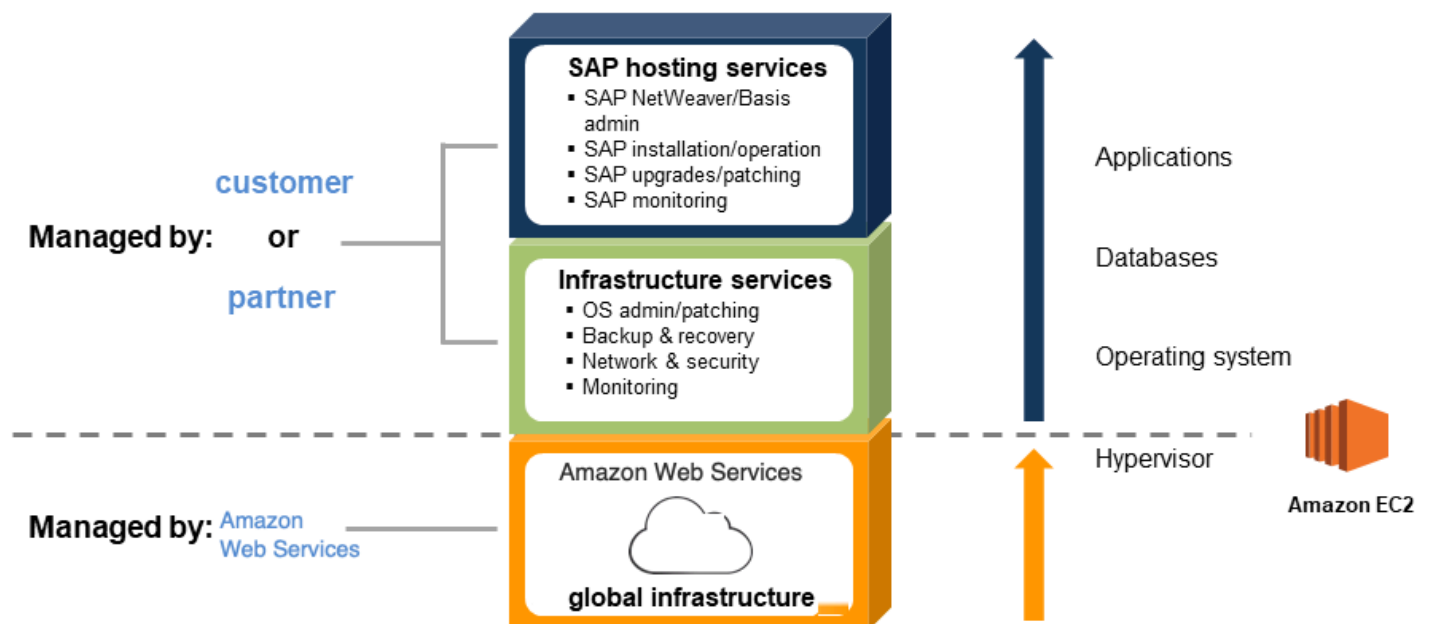 SAP hosting services
▪ SAP NetWeaver/Basis
admin
▪ SAP installation/operation
▪ SAP upgrades/patching
▪ SAP monitoring
customer
Managed by: or
partner
Infrastructure services
▪ OS admin/patching
▪ Backup & recovery
▪ Network & security
▪ Monitoring
Applications
Databases
Operating system
Hypervisor
Amazon EC2
Amazon Web Services
global infrastructure
Managed by: Amazon
Web Services